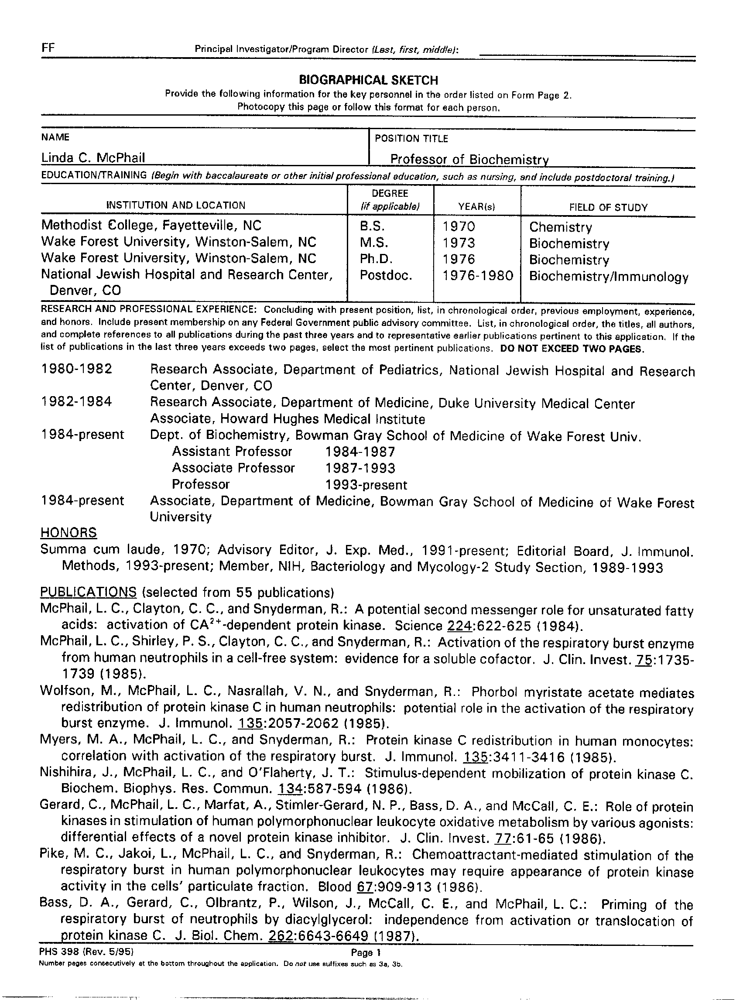 FF Principal Investigator/Program Director (Last, first, middle):
BIOGRAPHICAL SKETCH
Provide the following information for the key personnel in the order listed on Form Page 2.
Photocopy this page or follow this format for each person.
NAME POSITION TITLE
Linda C. McPhail Professor of Biochemistry
EDUCATION/TRAINING (Begin with baccalaureate or other initial professional education, such as nursing, and include postdoctoral training.)
INSTITUTION AND LOCATION DEGREE (if applicable) YEAR(s) FIELD OF STUDY
Methodist College, Fayetteville, NC B.S. 1970 Chemistry
Wake Forest University, Winston-Salem, NC M.S. 1973 Biochemistry
Wake Forest University, Winston-Salem, NC Ph.D. 1976 Biochemistry
National Jewish Hospital and Research Center, Postdoc. 1976-1980 Biochemistry/Immunology
Denver, CO
RESEARCH AND PROFESSIONAL EXPERIENCE: Concluding with present position, list, in chronological order, previous employment, experience,
and honors. Include present membership on any Federal Government public advisory committee. List, in chronological order, the titles, all authors,
and complete references to all publications during the past three years and to representative earlier publications pertinent to this application. If the
list of publications in the last three years exceeds two pages, select the most pertinent publications. DO NOT EXCEED TWO PAGES.
1980-1982 Research Associate, Department of Pediatrics, National Jewish Hospital and Research
Center, Denver, CO
1982-1984 Research Associate, Department of Medicine, Duke University Medical Center
Associate, Howard Hughes Medical Institute
1984-present Dept. of Biochemistry, Bowman Gray School of Medicine of Wake Forest Univ.
Assistant Professor 1984-1987
Associate Professor 1987-1993
Professor 1993-present
1984-present Associate, Department of Medicine, Bowman Gray School of Medicine of Wake Forest
University
HONORS
Summa cum laude, 1970; Advisory Editor, J. Exp. Med., 1991-present; Editorial Board, J. Immunol.
Methods, 1993-present; Member, NIH, Bacteriology and Mycology-2 Study Section, 1989-1993
PUBLICATIONS (selected from 55 publications)
McPhail, L. C., Clayton, C. C., and Snyderman, R.: A potential second messenger role for unsaturated fatty
acids: activation of CA2+-dependent protein kinase. Science 224:622-625 (1984).
McPhail, L. C., Shirley, P. S., Clayton, C. C., and Snyderman, R.: Activation of the respiratory burst enzyme
from human neutrophils in a cell-free system: evidence for a soluble cofactor. J. Clin. Invest. 75:1735-
1739 (1985).
Wolfson, M., McPhail, L. C., Nasrallah, V. N., and Snyderman, R.: Phorbol myristate acetate mediates
redistribution of protein kinase C in human neutrophils: potential role in the activation of the respiratory
burst enzyme. J. Immunol. 135:2057-2062 (1985).
Myers, M. A., McPhail, L. C., and Snyderman, R.: Protein kinase C redistribution in human monocytes:
correlation with activation of the respiratory burst. J. Immunol. 135:3411-3416 (1985).
Nishihira, J., McPhail, L. C., and O'Flaherty, J. T.: Stimulus-dependent mobilization of protein kinase C.
Biochem. Biophys. Res. Commun. 134:587-594 (1986).
Gerard, C., McPhail, L. C., Marfat, A., Stimler-Gerard, N. P., Bass, D. A., and McCall, C. E.: Role of protein
kinases in stimulation of human polymorphonuclear leukocyte oxidative metabolism by various agonists:
differential effects of a novel protein kinase inhibitor. J. Clin. Invest. 77:61-65 (1986).
Pike, M. C., Jakoi, L., McPhail, L. C., and Snyderman, R.: Chemoattractant-mediated stimulation of the
respiratory burst in human polymorphonuclear leukocytes may require appearance of protein kinase
activity in the cells' particulate fraction. Blood 67:909-913 (1986).
Bass, D. A., Gerard, C., Olbrantz, P., Wilson, J., McCall, C. E., and McPhail, L. C.: Priming of the
respiratory burst of neutrophils by diacylglycerol: independence from activation or translocation of
protein kinase C. J. Biol. Chem. 262:6643-6649 (1987).
PHS 398 (Rev. 5/95) Page 1
Number pages consecutively at the bottom throughout the application. Do not use suffixes such as 3a, 3b.